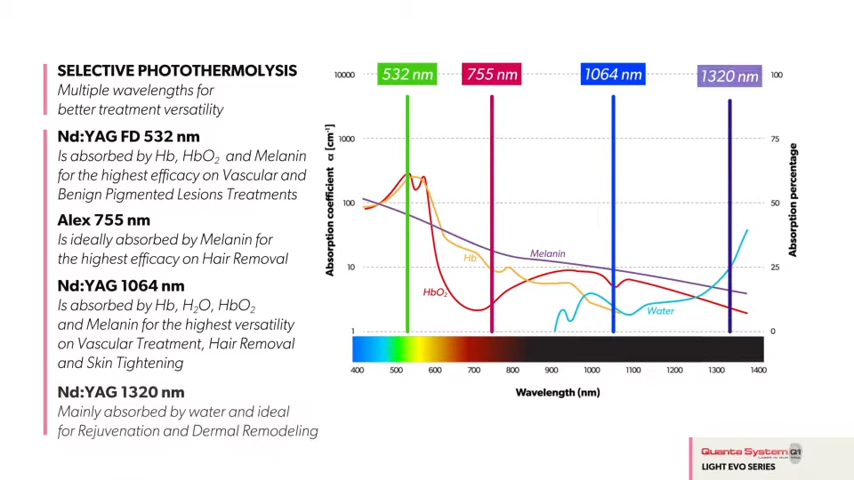 SELECTIVE PHOTOTHERMOLYSIS
Multiple wavelengths for
better treatment versatility
Nd:YAG FD 532 nm
Is absorbed by Hb, HbO₂ and Melanin
for the highest efficacy on Vascular and
Benign Pigmented Lesions Treatments
Alex 755 nm
Is ideally absorbed by Melanin for
the highest efficacy on Hair Removal
Nd:YAG 1064 nm
Is absorbed by Hb, H₂O, HbO₂
and Melanin for the highest versatility
on Vascular Treatment, Hair Removal
and Skin Tightening
Nd:YAG 1320 nm
Mainly absorbed by water and ideal
for Rejuvenation and Dermal Remodeling
532 nm 755 nm 1064 nm 1320 nm
Absorption coefficient α [cm⁻¹]
10000
1000
100
10
1
100
75
50
25
0
Absorption percentage
Melanin
Hb
HbO₂
Water
400 500 600 700 800 900 1000 1100 1200 1300 1400
Wavelength (nm)
Quanta System Q1
LIGHT EVO SERIES